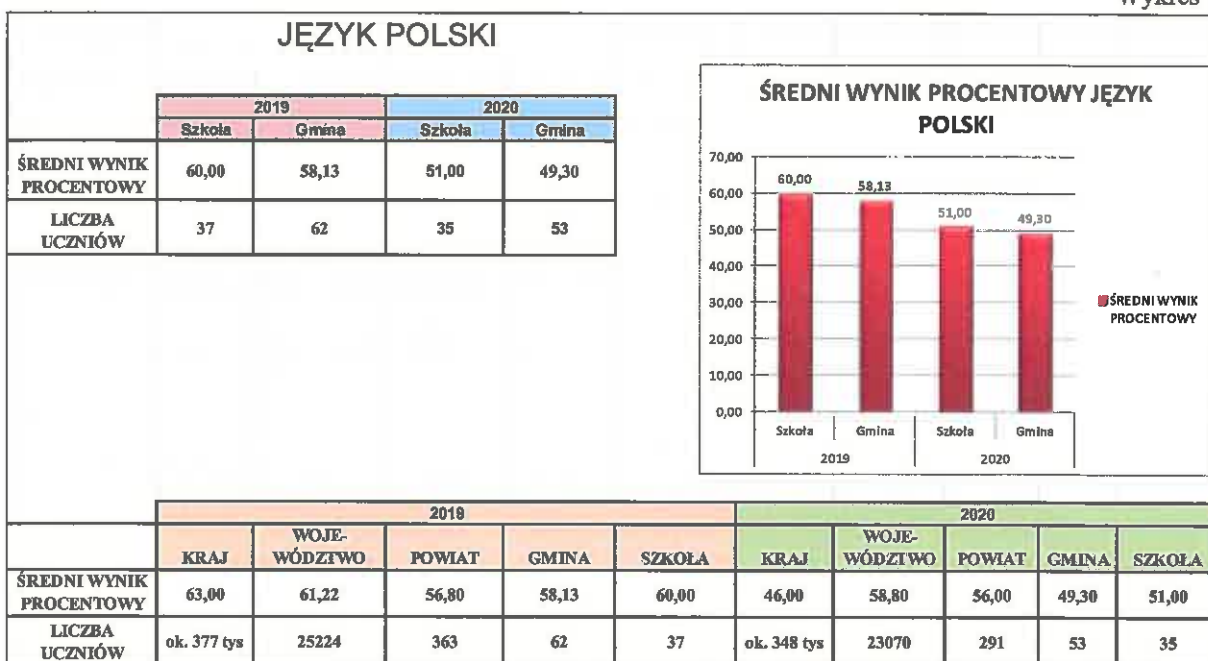 Wykres
JĘZYK POLSKI
2019 2020
Szkoła Gmina Szkoła Gmina
ŚREDNI WYNIK
PROCENTOWY 60,00 58,13 51,00 49,30
LICZBA
UCZNIÓW 37 62 35 53
ŚREDNI WYNIK PROCENTOWY JĘZYK
POLSKI
70,00
60,00
50,00
40,00
30,00
20,00
10,00
0,00
60,00 58,13 51,00 49,30
Szkoła Gmina Szkoła Gmina
2019 2020
ŚREDNI WYNIK
PROCENTOWY
2019 2020
KRAJ WOJE-
WÓDZTWO POWIAT GMINA SZKOŁA KRAJ WOJE-
WÓDZTWO POWIAT GMINA SZKOŁA
ŚREDNI WYNIK
PROCENTOWY 63,00 61,22 56,80 58,13 60,00 46,00 58,80 56,00 49,30 51,00
LICZBA
UCZNIÓW ok. 377 tys 25224 363 62 37 ok. 348 tys 23070 291 53 35